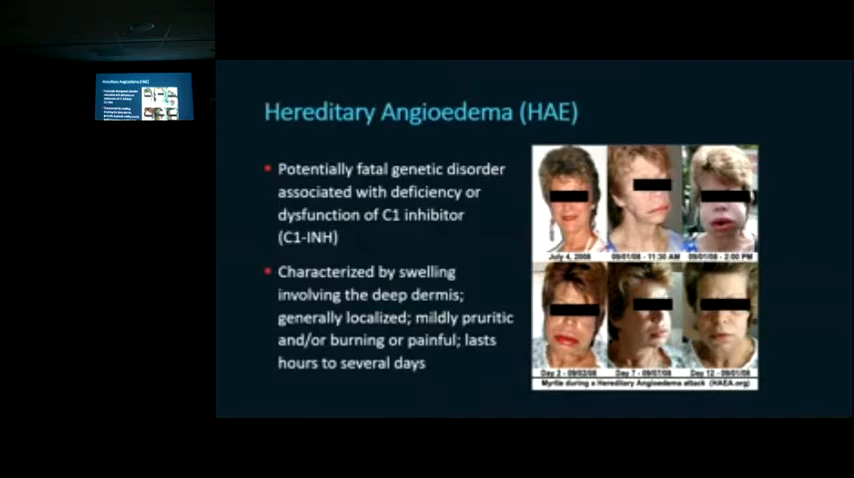 Hereditary Angioedema (HAE)
Potentially fatal genetic disorder
associated with deficiency or
dysfunction of C1 inhibitor
(C1-INH)
Characterized by swelling
involving the deep dermis;
generally localized; mildly pruritic
and/or burning or painful; lasts
hours to several days
July 4, 2008 09/01/08 - 11:30 AM 09/01/08 - 2:00 PM
Day 2 - 09/02/08 Day 7 - 09/07/08 Day 12 - 09/01/08
Myrtle during a Hereditary Angioedema attack (HAEA.org)